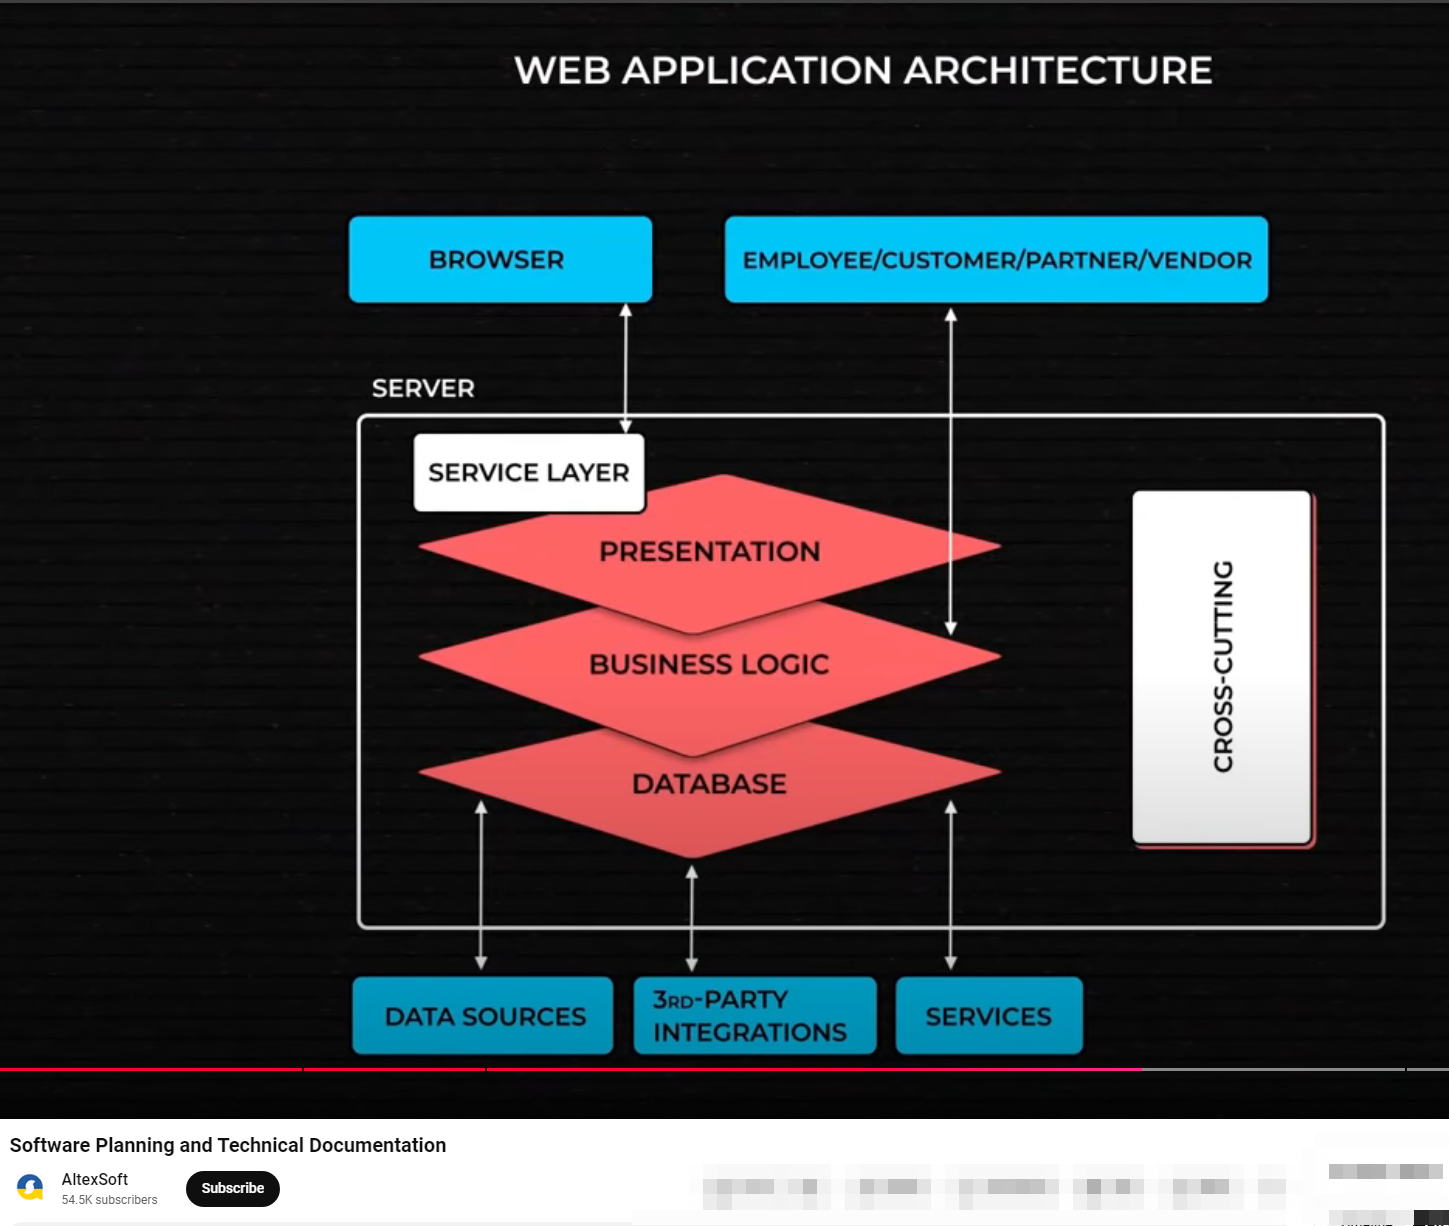 WEB APPLICATION ARCHITECTURE
BROWSER
EMPLOYEE/CUSTOMER/PARTNER/VENDOR
SERVER
SERVICE LAYER
PRESENTATION
BUSINESS LOGIC
DATABASE
CROSS-CUTTING
DATA SOURCES
3RD-PARTY
INTEGRATIONS
SERVICES
Software Planning and Technical Documentation
AltexSoft
54.5K subscribers
Subscribe